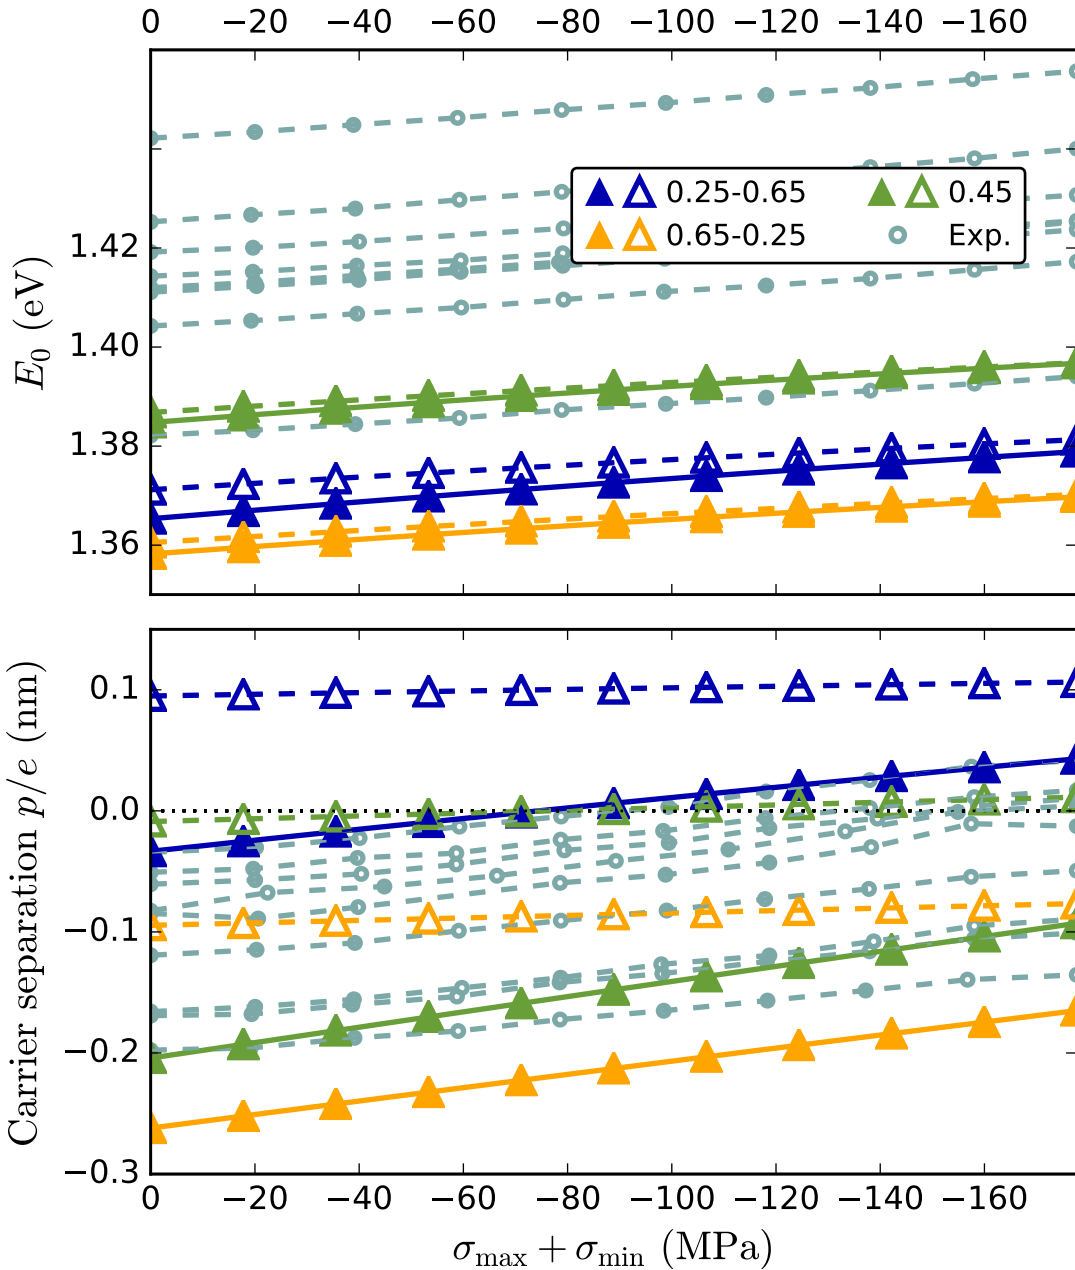 0 −20 −40 −60 −80 −100 −120 −140 −160
E₀ (eV)
1.42
1.40
1.38
1.36
0.25-0.65 0.45
0.65-0.25 Exp.
Carrier separation p/e (nm)
0.1
0.0
−0.1
−0.2
−0.3
0 −20 −40 −60 −80 −100 −120 −140 −160
σmax + σmin (MPa)